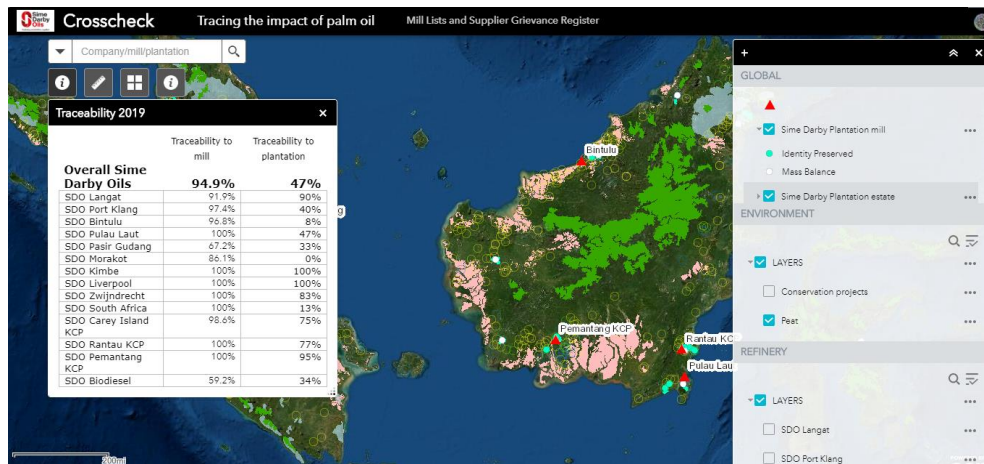 Sime Darby Oils
Crosscheck
Tracing the impact of palm oil
Mill Lists and Supplier Grievance Register
Company/mill/plantation
Traceability 2019
Traceability to mill Traceability to plantation
Overall Sime Darby Oils 94.9% 47%
SDO Langat 91.9% 90%
SDO Port Klang 97.4% 40%
SDO Bintulu 96.8% 8%
SDO Pulau Laut 100% 47%
SDO Pasir Gudang 67.2% 33%
SDO Morakot 86.1% 0%
SDO Kimbe 100% 100%
SDO Liverpool 100% 100%
SDO Zwijndrecht 100% 83%
SDO South Africa 100% 13%
SDO Carey Island KCP 98.6% 75%
SDO Rantau KCP 100% 77%
SDO Pemantang KCP 100% 95%
SDO Biodiesel 59.2% 34%
g
Bintulu
Pemantang KCP
Rantau KC
Pulau Lau
200mi
GLOBAL
Sime Darby Plantation mill
Identity Preserved
Mass Balance
Sime Darby Plantation estate
ENVIRONMENT
LAYERS
Conservation projects
Peat
REFINERY
LAYERS
SDO Langat
SDO Port Klang